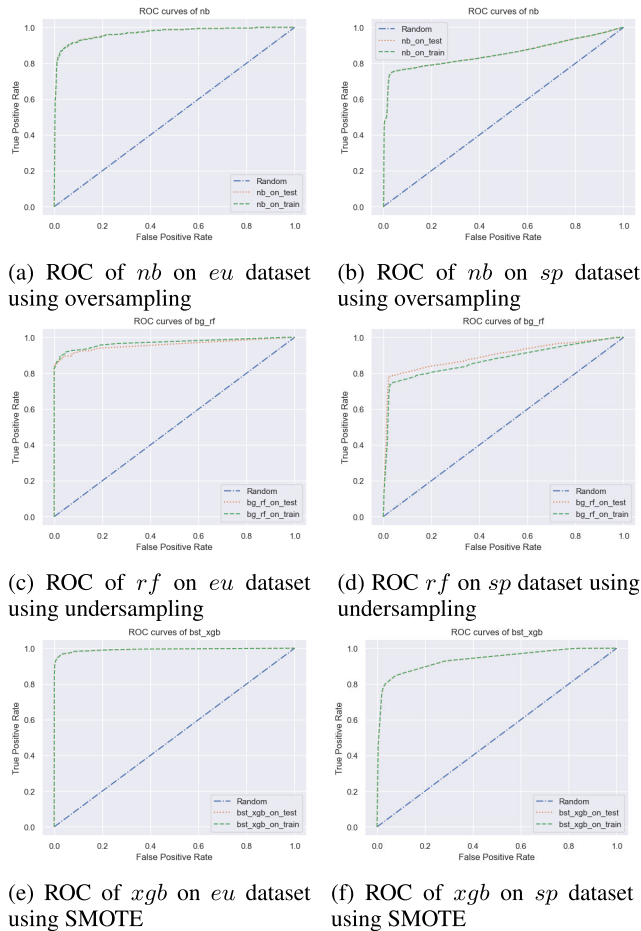 ROC curves of nb
True Positive Rate
1.0
0.8
0.6
0.4
0.2
0.0
Random
nb_on_test
nb_on_train
0.0 0.2 0.4 0.6 0.8 1.0
False Positive Rate
(a) ROC of nb on eu dataset
using oversampling
ROC curves of nb
True Positive Rate
1.0
0.8
0.6
0.4
0.2
0.0
Random
nb_on_test
nb_on_train
0.0 0.2 0.4 0.6 0.8 1.0
False Positive Rate
(b) ROC of nb on sp dataset
using oversampling
ROC curves of bg_rf
True Positive Rate
1.0
0.8
0.6
0.4
0.2
0.0
Random
bg_rf_on_test
bg_rf_on_train
0.0 0.2 0.4 0.6 0.8 1.0
False Positive Rate
(c) ROC of rf on eu dataset
using undersampling
ROC curves of bg_rf
True Positive Rate
1.0
0.8
0.6
0.4
0.2
0.0
Random
bg_rf_on_test
bg_rf_on_train
0.0 0.2 0.4 0.6 0.8 1.0
False Positive Rate
(d) ROC rf on sp dataset using
undersampling
ROC curves of bst_xgb
True Positive Rate
1.0
0.8
0.6
0.4
0.2
0.0
Random
bst_xgb_on_test
bst_xgb_on_train
0.0 0.2 0.4 0.6 0.8 1.0
False Positive Rate
(e) ROC of xgb on eu dataset
using SMOTE
ROC curves of bst_xgb
True Positive Rate
1.0
0.8
0.6
0.4
0.2
0.0
Random
bst_xgb_on_test
bst_xgb_on_train
0.0 0.2 0.4 0.6 0.8 1.0
False Positive Rate
(f) ROC of xgb on sp dataset
using SMOTE